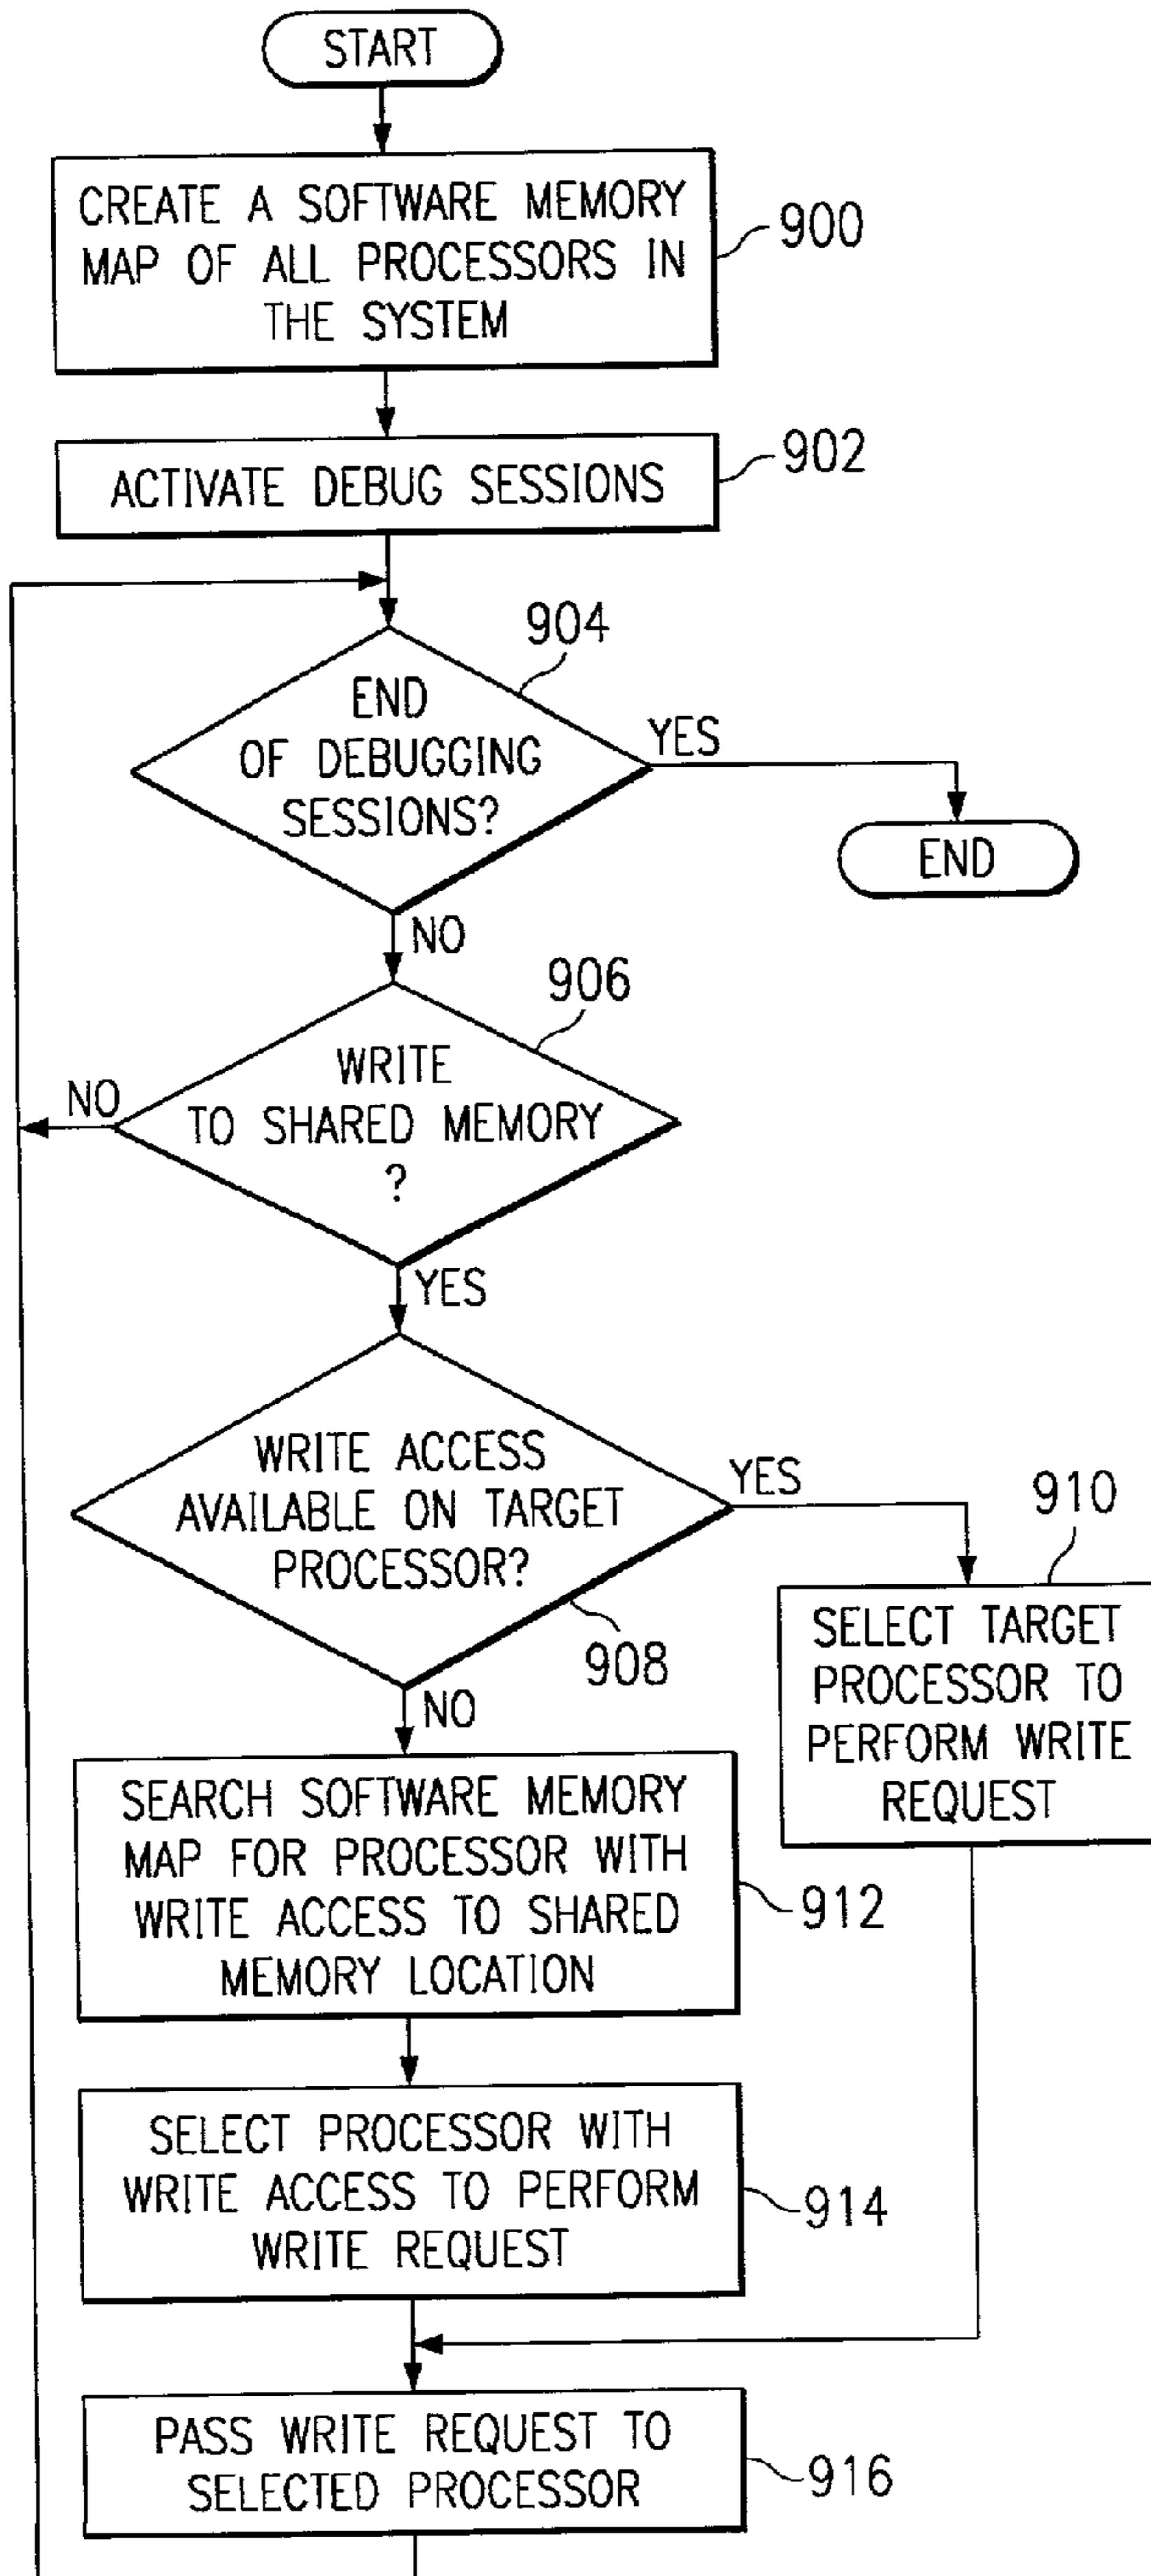 START
CREATE A SOFTWARE MEMORY
MAP OF ALL PROCESSORS IN
THE SYSTEM
900
ACTIVATE DEBUG SESSIONS
902
904
END
OF DEBUGGING
SESSIONS?
YES
END
NO
906
WRITE
TO SHARED MEMORY
?
NO
YES
WRITE ACCESS
AVAILABLE ON TARGET
PROCESSOR?
YES
908
910
SELECT TARGET
PROCESSOR TO
PERFORM WRITE
REQUEST
NO
SEARCH SOFTWARE MEMORY
MAP FOR PROCESSOR WITH
WRITE ACCESS TO SHARED
MEMORY LOCATION
912
SELECT PROCESSOR WITH
WRITE ACCESS TO PERFORM
WRITE REQUEST
914
PASS WRITE REQUEST TO
SELECTED PROCESSOR
916